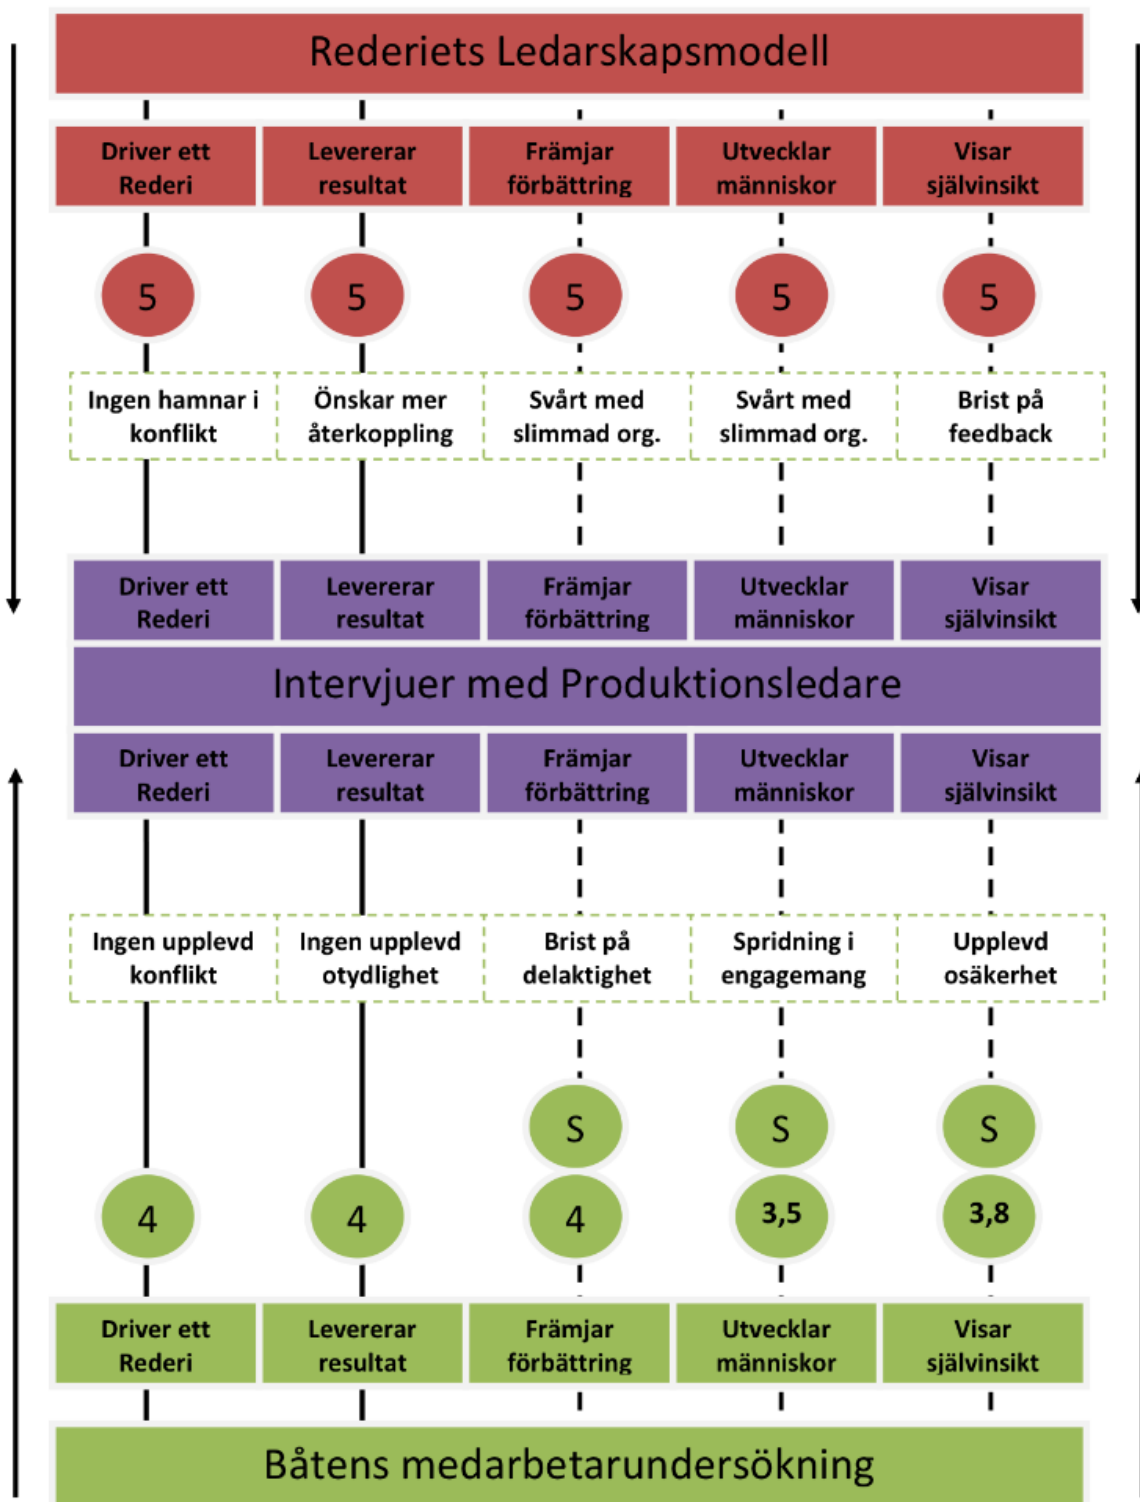 Rederiets Ledarskapsmodell
Driver ett
Rederi
Levererar
resultat
Främjar
förbättring
Utvecklar
människor
Visar
självinsikt
5
5
5
5
5
Ingen hamnar i
konflikt
Önskar mer
återkoppling
Svårt med
slimmad org.
Svårt med
slimmad org.
Brist på
feedback
Driver ett
Rederi
Levererar
resultat
Främjar
förbättring
Utvecklar
människor
Visar
självinsikt
Intervjuer med Produktionsledare
Driver ett
Rederi
Levererar
resultat
Främjar
förbättring
Utvecklar
människor
Visar
självinsikt
Ingen upplevd
konflikt
Ingen upplevd
otydlighet
Brist på
delaktighet
Spridning i
engagemang
Upplevd
osäkerhet
S
S
S
4
4
4
3,5
3,8
Driver ett
Rederi
Levererar
resultat
Främjar
förbättring
Utvecklar
människor
Visar
självinsikt
Båtens medarbetarundersökning